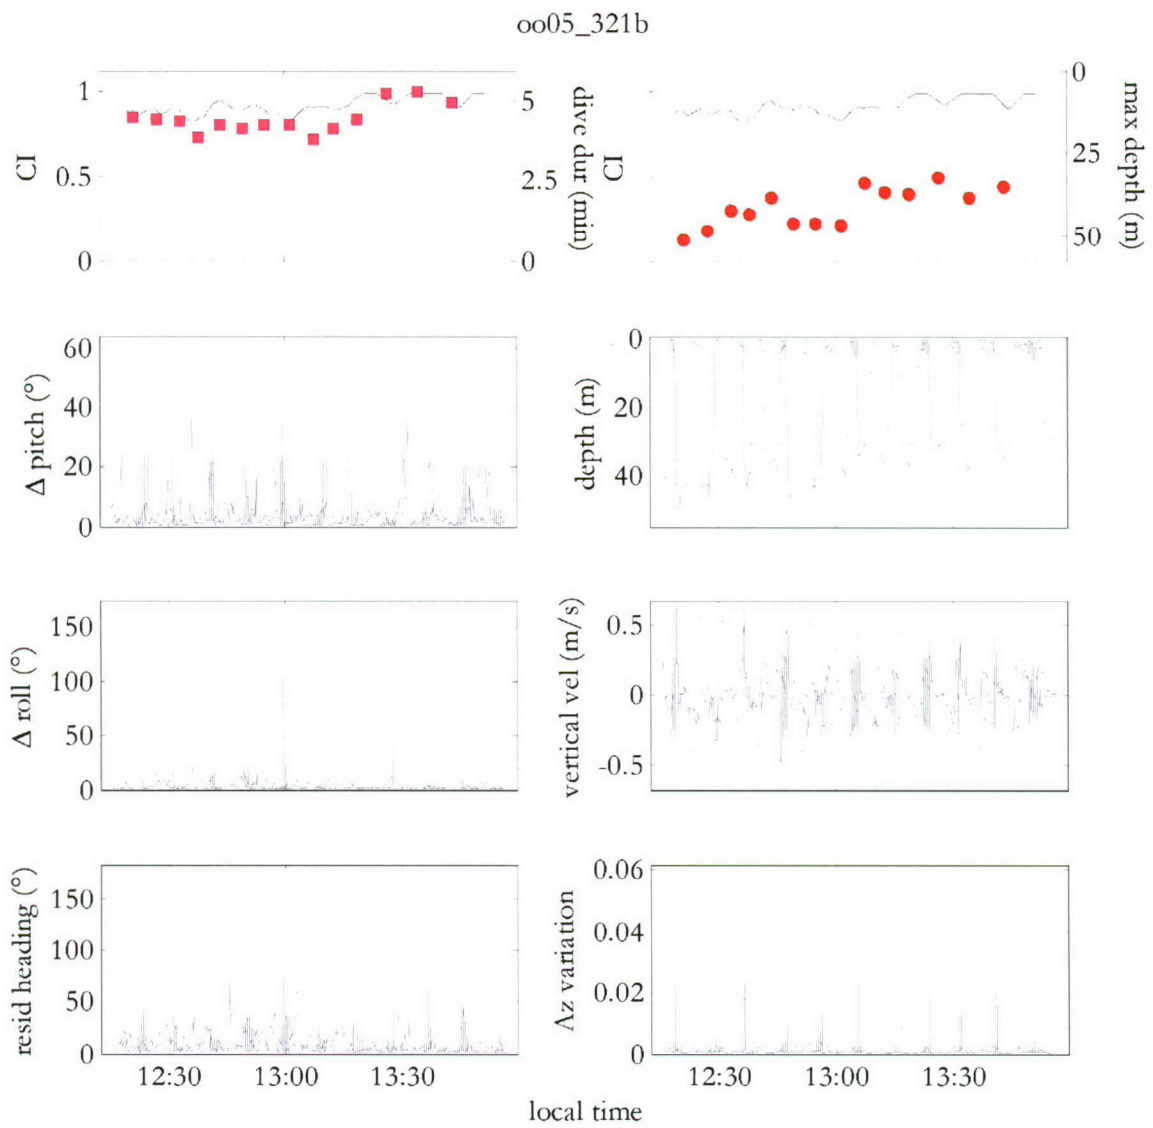 oo05_321b
1
0.5
0
CI
5
2.5
0
dive dur (min)
CI
0
25
50
max depth (m)
60
40
20
0
Δ pitch (°)
0
20
40
depth (m)
150
100
50
0
Δ roll (°)
0.5
0
-0.5
vertical vel (m/s)
150
100
50
0
resid heading (°)
0.06
0.04
0.02
0
Az variation
12:30 13:00 13:30
12:30 13:00 13:30
local time